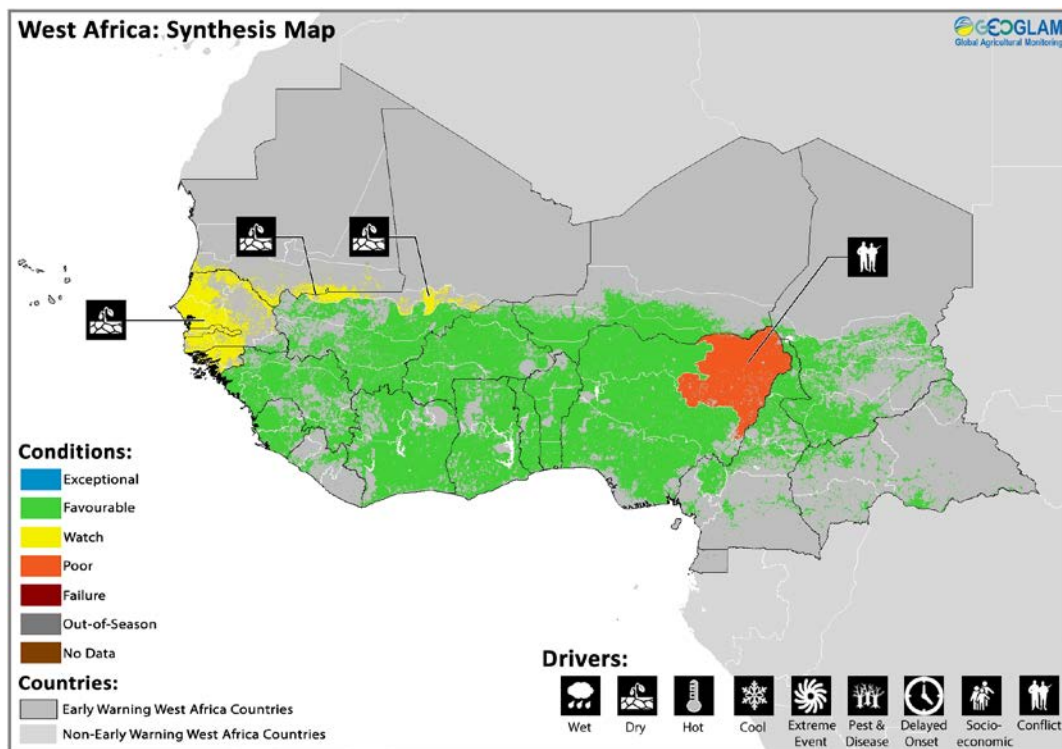 West Africa: Synthesis Map
GEOGLAM
Global Agricultural Monitoring
Conditions:
Exceptional
Favourable
Watch
Poor
Failure
Out-of-Season
No Data
Countries:
Early Warning West Africa Countries
Non-Early Warning West Africa Countries
Drivers:
Wet
Dry
Hot
Cool
Extreme
Event
Pest &
Disease
Delayed
Onset
Socio-
economic
Conflict